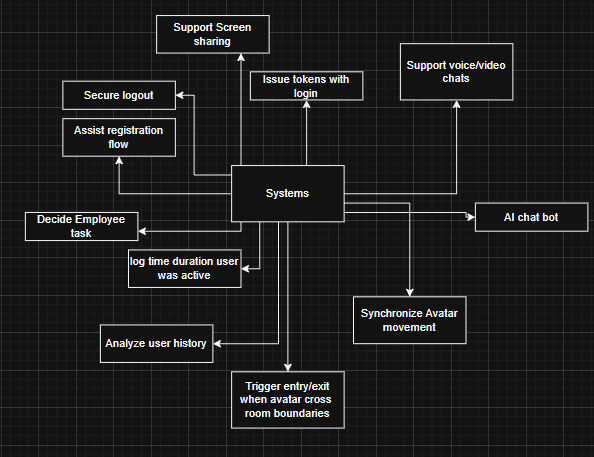 Support Screen
sharing
Support voice/video
chats
Issue tokens with
login
Secure logout
Assist registration
flow
Systems
Decide Employee
task
AI chat bot
log time duration user
was active
Synchronize Avatar
movement
Analyze user history
Trigger entry/exit
when avatar cross
room boundaries